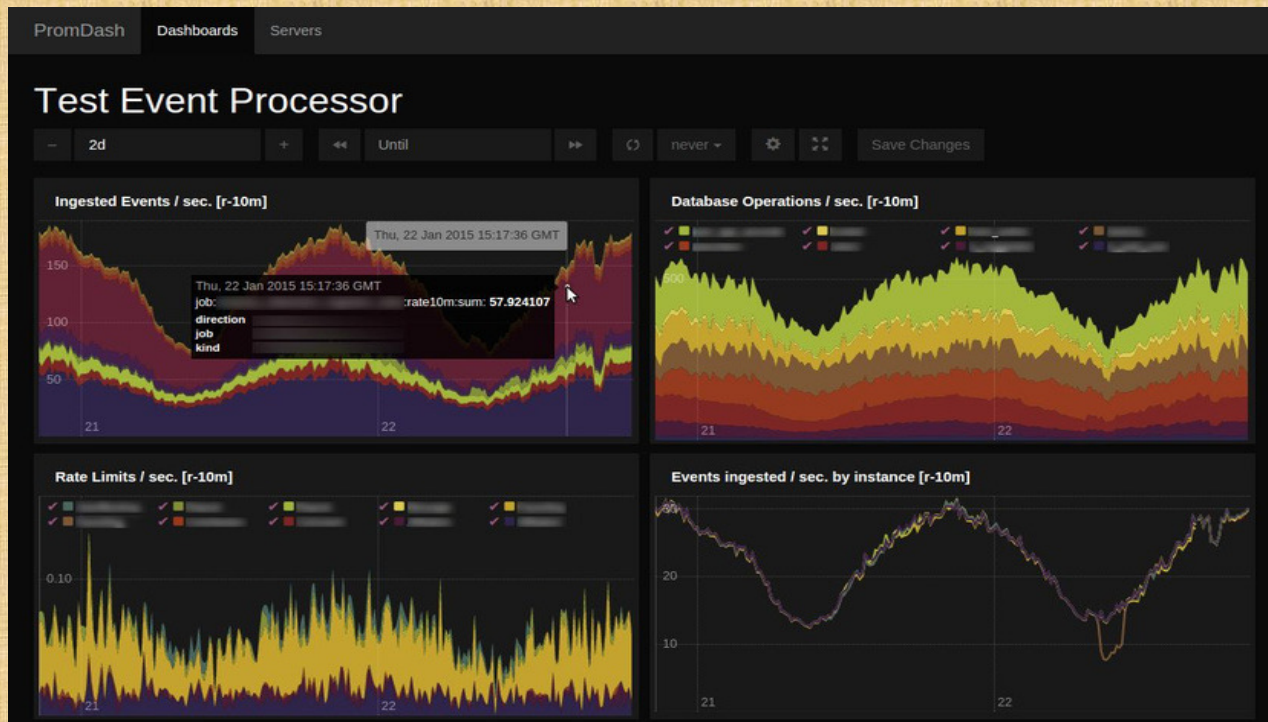 PromDash Dashboards Servers
Test Event Processor
2d Until never Save Changes
Ingested Events / sec. [r-10m]
Thu, 22 Jan 2015 15:17:36 GMT
150
Thu, 22 Jan 2015 15:17:36 GMT
job: :rate10m:sum: 57.924107
100
direction
job
kind
50
21 22
Database Operations / sec. [r-10m]
500
21 22
Rate Limits / sec. [r-10m]
0.10
21 22
Events ingested / sec. by instance [r-10m]
30
20
10
21 22